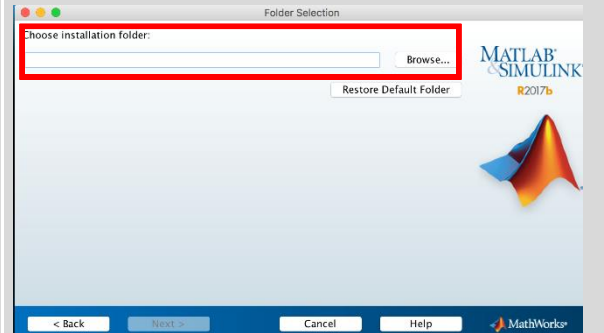 Folder Selection
Choose installation folder:
Browse...
MATLAB®
&SIMULINK®
Restore Default Folder
R2017b
< Back
Next >
Cancel
Help
MathWorks®